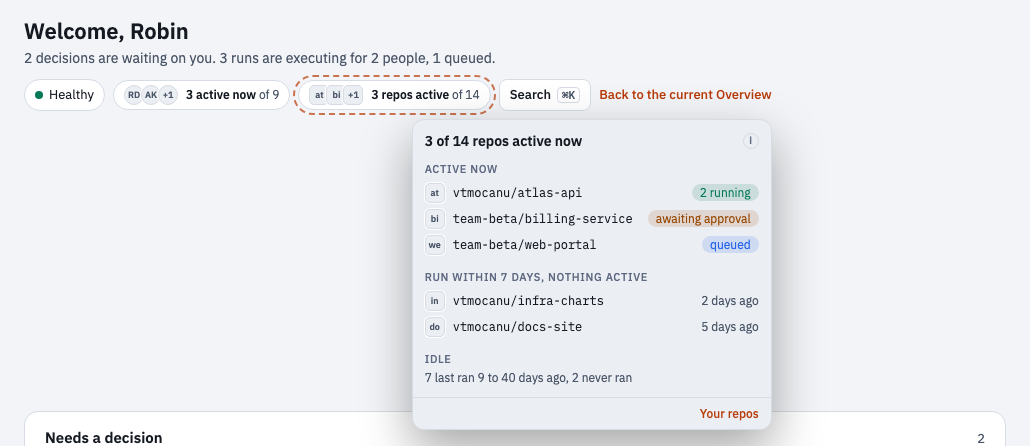 Welcome, Robin
2 decisions are waiting on you. 3 runs are executing for 2 people, 1 queued.
Healthy RD AK +1 3 active now of 9 at bi +1 3 repos active of 14 Search ⌘K Back to the current Overview
3 of 14 repos active now i
ACTIVE NOW
at vtmocanu/atlas-api 2 running
bi team-beta/billing-service awaiting approval
we team-beta/web-portal queued
RUN WITHIN 7 DAYS, NOTHING ACTIVE
in vtmocanu/infra-charts 2 days ago
do vtmocanu/docs-site 5 days ago
IDLE
7 last ran 9 to 40 days ago, 2 never ran
Your repos
Needs a decision 2